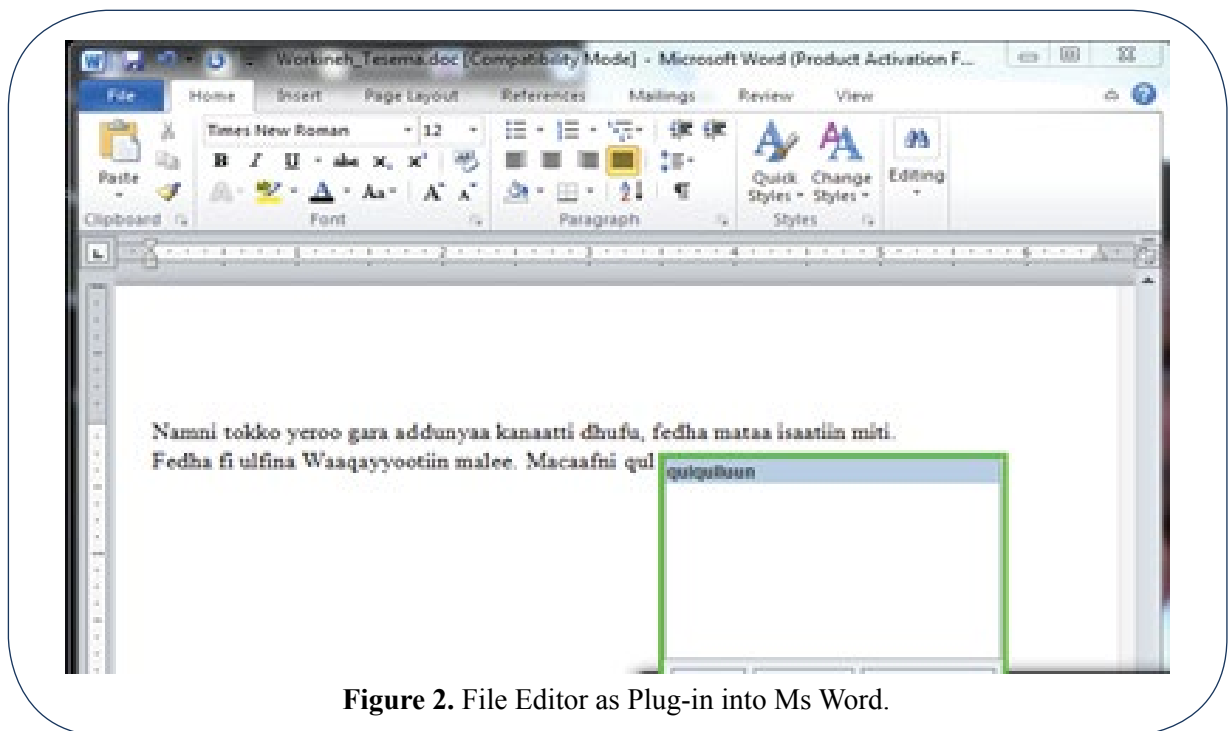 Workineh_Tesema.doc [Compatibility Mode] - Microsoft Word (Product Activation F...
File Home Insert Page Layout References Mailings Review View
Times New Roman 12
Paste
Quick Styles Change Styles Editing
Clipboard Font Paragraph Styles
Namni tokko yeroo gara addunyaa kanaatti dhufu, fedha mataa isaatiin miti.
Fedha fi ulfina Waaqayyootiin malee. Macaafni qul
qulqulluun
Figure 2. File Editor as Plug-in into Ms Word.